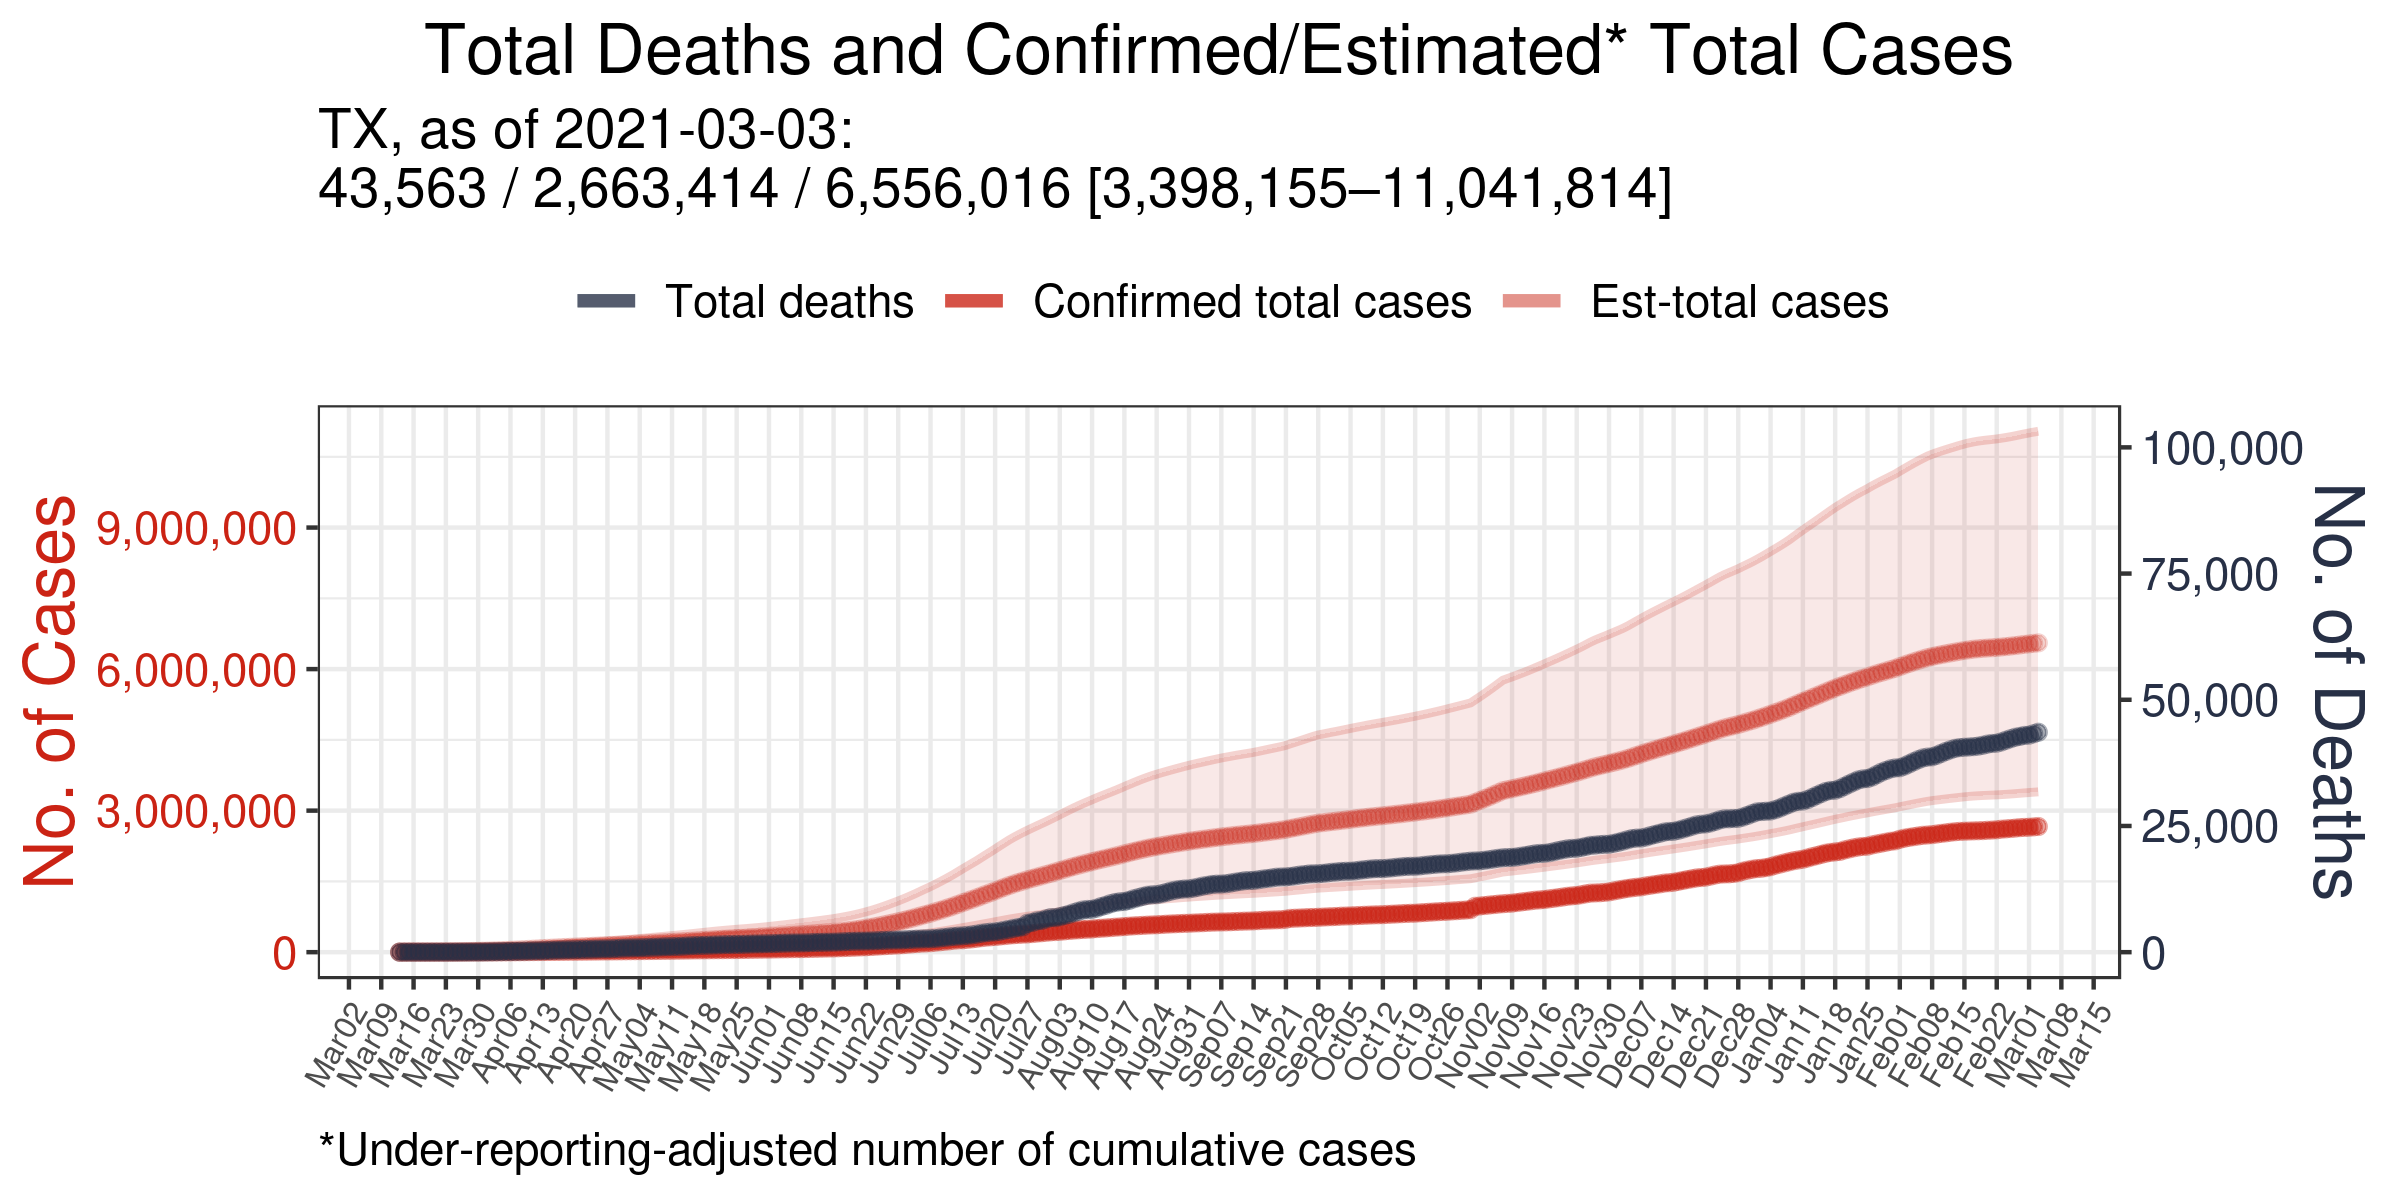 Total Deaths and Confirmed/Estimated* Total Cases
TX, as of 2021-03-03:
43,563 / 2,663,414 / 6,556,016 [3,398,155–11,041,814]
Total deaths Confirmed total cases Est-total cases
No. of Cases
9,000,000
6,000,000
3,000,000
0
100,000
75,000
50,000
25,000
0
No. of Deaths
Mar02 Mar09 Mar16 Mar23 Mar30 Apr06 Apr13 Apr20 Apr27 May04 May11 May18 May25 Jun01 Jun08 Jun15 Jun22 Jun29 Jul06 Jul13 Jul20 Jul27 Aug03 Aug10 Aug17 Aug24 Aug31 Sep07 Sep14 Sep21 Sep28 Oct05 Oct12 Oct19 Oct26 Nov02 Nov09 Nov16 Nov23 Nov30 Dec07 Dec14 Dec21 Dec28 Jan04 Jan11 Jan18 Jan25 Feb01 Feb08 Feb15 Feb22 Mar01 Mar08 Mar15
*Under-reporting-adjusted number of cumulative cases